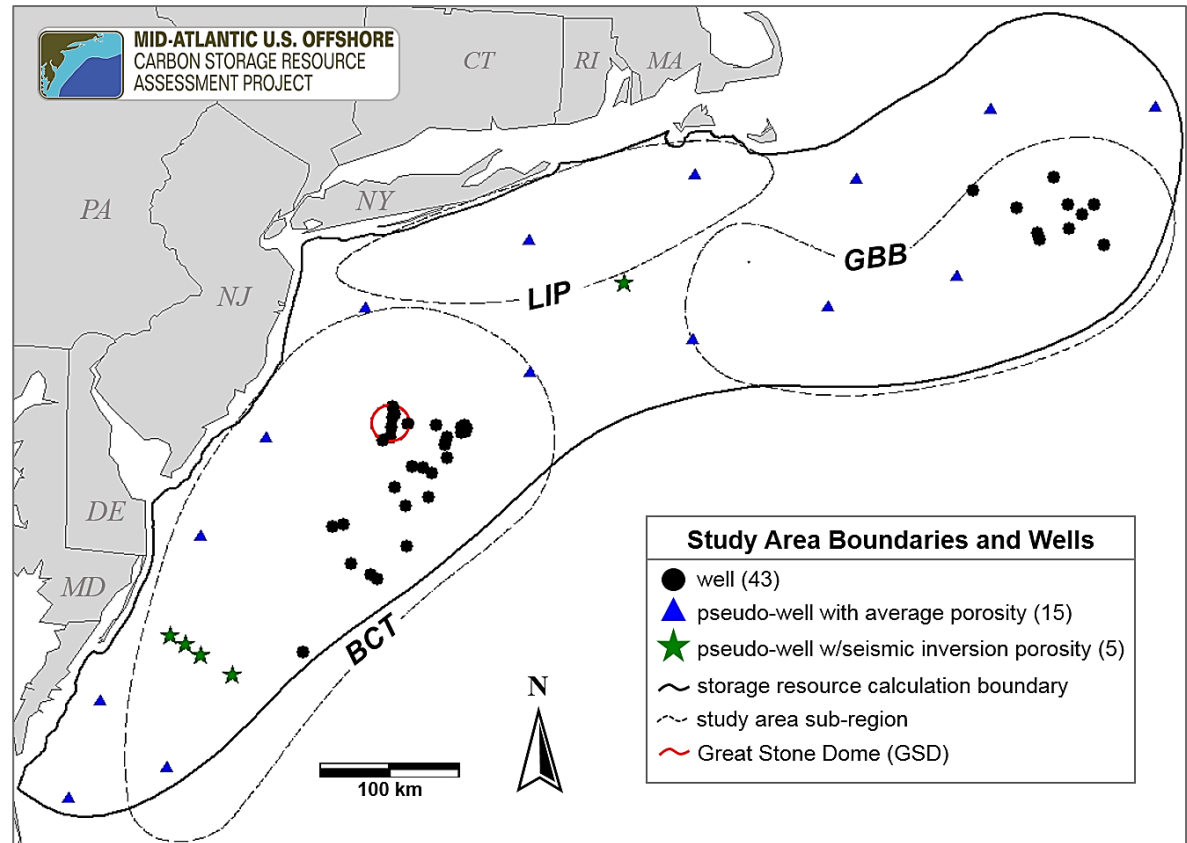 MID-ATLANTIC U.S. OFFSHORE
CARBON STORAGE RESOURCE
ASSESSMENT PROJECT
CT
RI
MA
PA
NY
NJ
GBB
LIP
DE
MD
BCT
N
100 km
Study Area Boundaries and Wells
well (43)
pseudo-well with average porosity (15)
pseudo-well w/seismic inversion porosity (5)
storage resource calculation boundary
study area sub-region
Great Stone Dome (GSD)